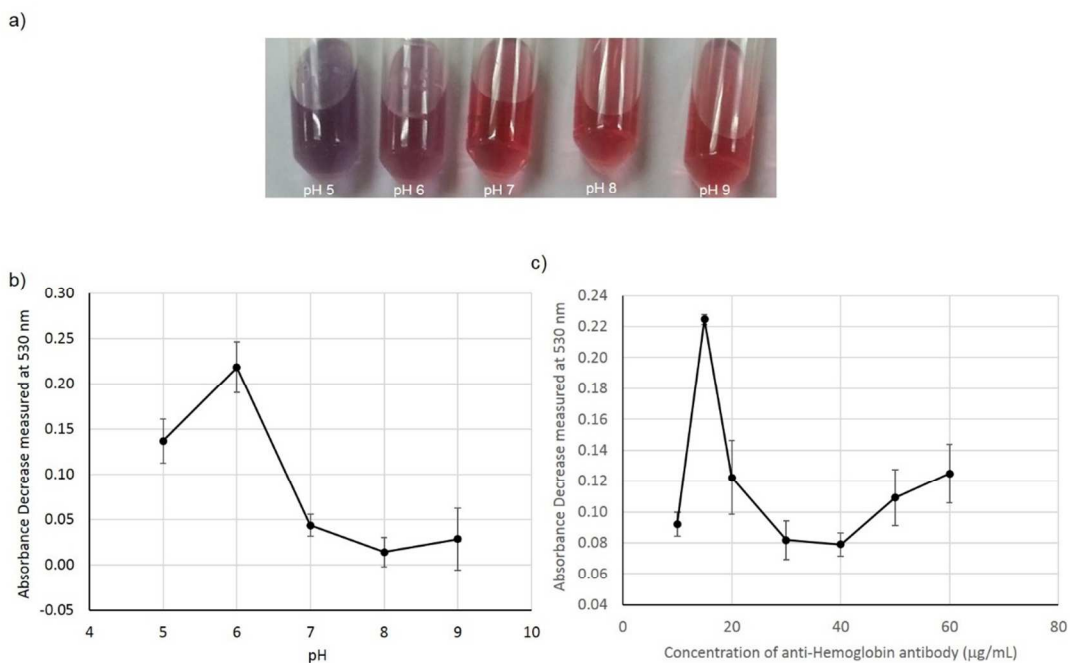 a)
pH 5 pH 6 pH 7 pH 8 pH 9
b)
0.30
0.25
0.20
0.15
0.10
0.05
0.00
-0.05
4 5 6 7 8 9 10
pH
Absorbance Decrease measured at 530 nm
c)
0.24
0.22
0.20
0.18
0.16
0.14
0.12
0.10
0.08
0.06
0.04
0 20 40 60 80
Concentration of anti-Hemoglobin antibody (µg/mL)
Absorbance Decrease measured at 530 nm